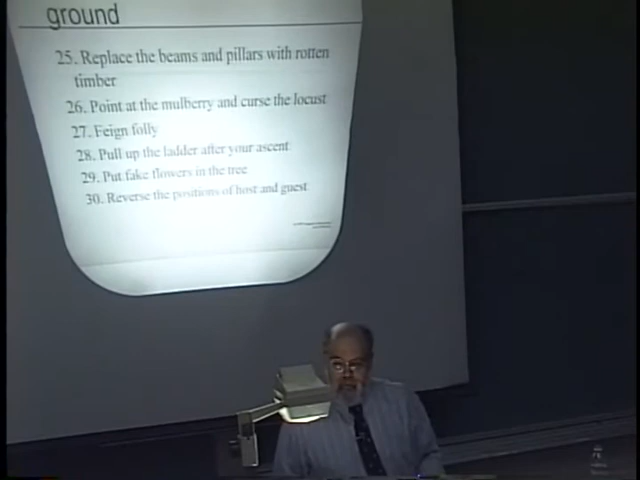 ground
25. Replace the beams and pillars with rotten
timber
26. Point at the mulberry and curse the locust
27. Feign folly
28. Pull up the ladder after your ascent
29. Put fake flowers in the tree
30. Reverse the positions of host and guest